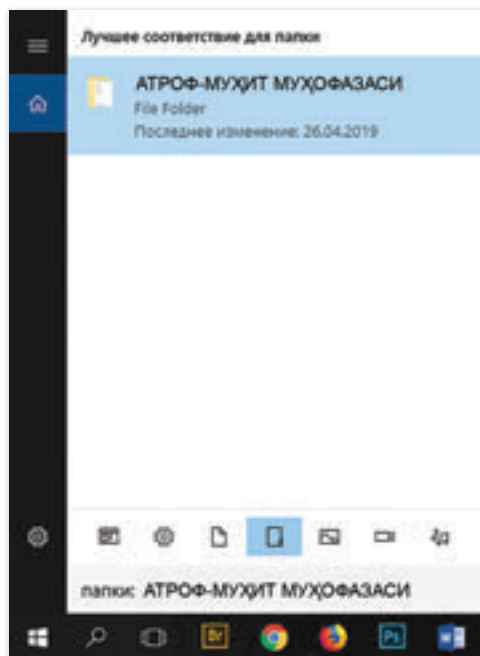 Лучшее соответствие для папки
АТРОФ-МУҲИТ МУҲОФАЗАСИ
File Folder
Последнее изменение: 26.04.2019
папки: АТРОФ-МУҲИТ МУҲОФАЗАСИ
Br
Ps
W